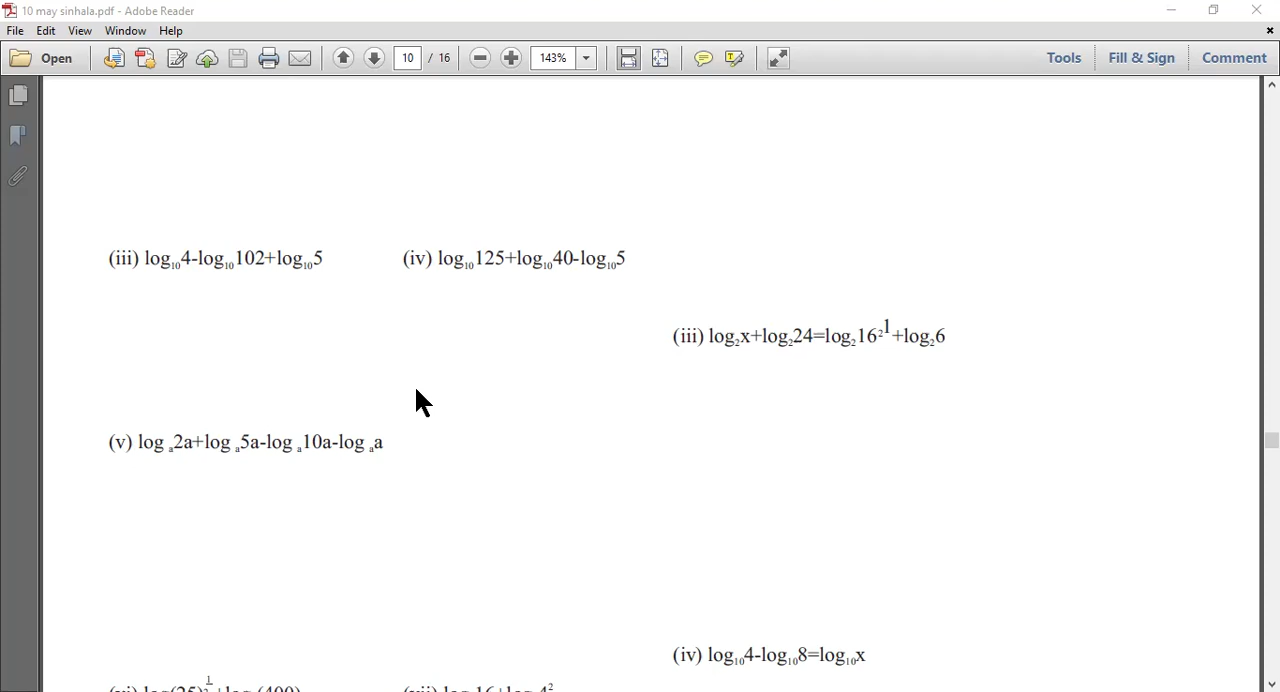 10 may sinhala.pdf - Adobe Reader
File Edit View Window Help
Open 10 / 16 143% Tools Fill & Sign Comment
(iii) log₁₀4-log₁₀102+log₁₀5 (iv) log₁₀125+log₁₀40-log₁₀5
(iii) log₂x+log₂24=log₂16₂¹+log₂6
(v) log ₐ2a+log ₐ5a-log ₐ10a-log ₐa
(iv) log₁₀4-log₁₀8=log₁₀x